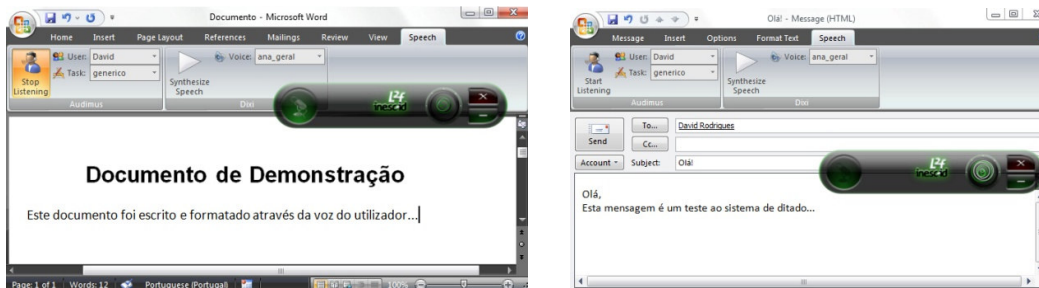 Documento - Microsoft Word
Home Insert Page Layout References Mailings Review View Speech
Stop Listening
User: David
Task: generico
Audimus
Synthesize Speech
Voice: ana_geral
Dixi
l2f
inescid
Documento de Demonstração
Este documento foi escrito e formatado através da voz do utilizador...
Page: 1 of 1 Words: 12 Portuguese (Portugal) 100%
Olá! - Message (HTML)
Message Insert Options Format Text Speech
Start Listening
User: David
Task: generico
Audimus
Synthesize Speech
Voice: ana_geral
Dixi
Send
To... David Rodrigues
Cc...
Account Subject: Olá!
l2f
inescid
Olá,
Esta mensagem é um teste ao sistema de ditado...